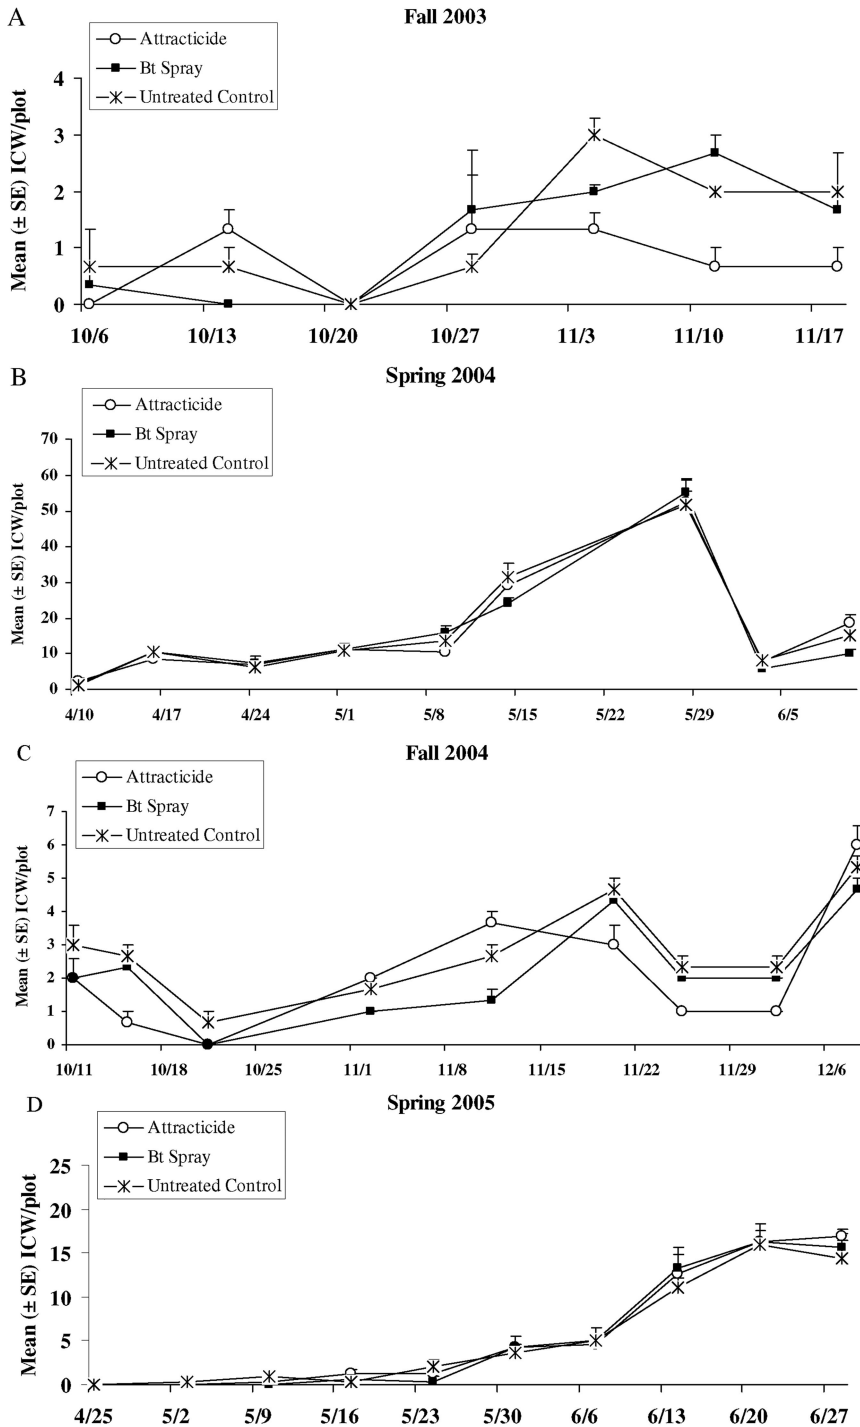 A
Fall 2003
Attracticide
Bt Spray
Untreated Control
Mean (± SE) ICW/plot
4
3
2
1
0
10/6 10/13 10/20 10/27 11/3 11/10 11/17
B
Spring 2004
Attracticide
Bt Spray
Untreated Control
Mean (± SE) ICW/plot
70
60
50
40
30
20
10
0
4/10 4/17 4/24 5/1 5/8 5/15 5/22 5/29 6/5
C
Fall 2004
Attracticide
Bt Spray
Untreated Control
Mean (± SE) ICW/plot
7
6
5
4
3
2
1
0
10/11 10/18 10/25 11/1 11/8 11/15 11/22 11/29 12/6
D
Spring 2005
Attracticide
Bt Spray
Untreated Control
Mean (± SE) ICW/plot
25
20
15
10
5
0
4/25 5/2 5/9 5/16 5/23 5/30 6/6 6/13 6/20 6/27